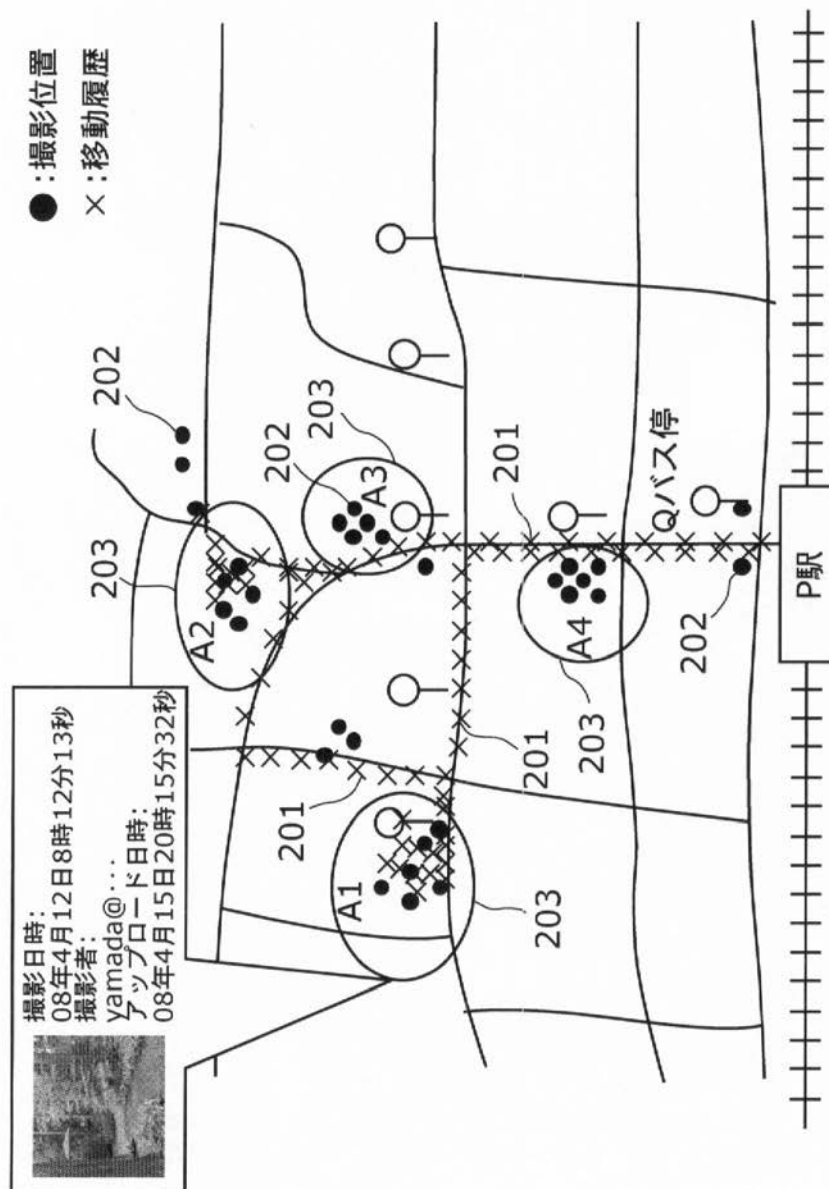 ●:撮影位置
×:移動履歴
撮影日時:
08年4月12日8時12分13秒
撮影者:
yamada@…
アップロード日時:
08年4月15日20時15分32秒
202
203
202
203
A2
A3
201
A1
201
203
201
A4
203
Qバス停
202
P駅